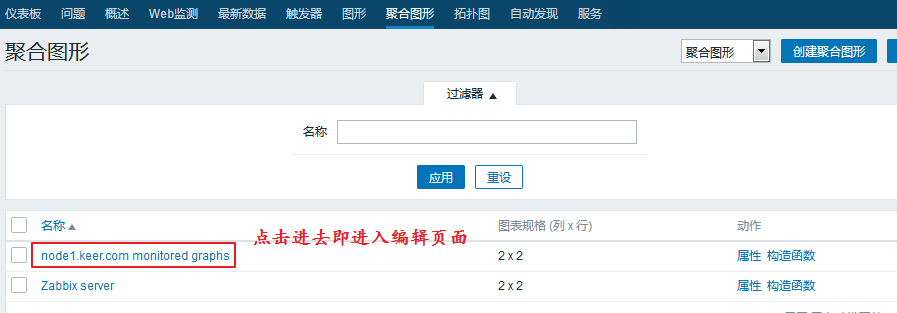 仪表板 问题 概述 Web监测 最新数据 触发器 图形 聚合图形 拓扑图 自动发现 服务
聚合图形 聚合图形 创建聚合图形
过滤器 ▲
名称
应用 重设
名称 ▲ 图表规格 (列 x 行) 动作
点击进去即进入编辑页面
node1.keer.com monitored graphs 2 x 2 属性 构造函数
Zabbix server 2 x 2 属性 构造函数